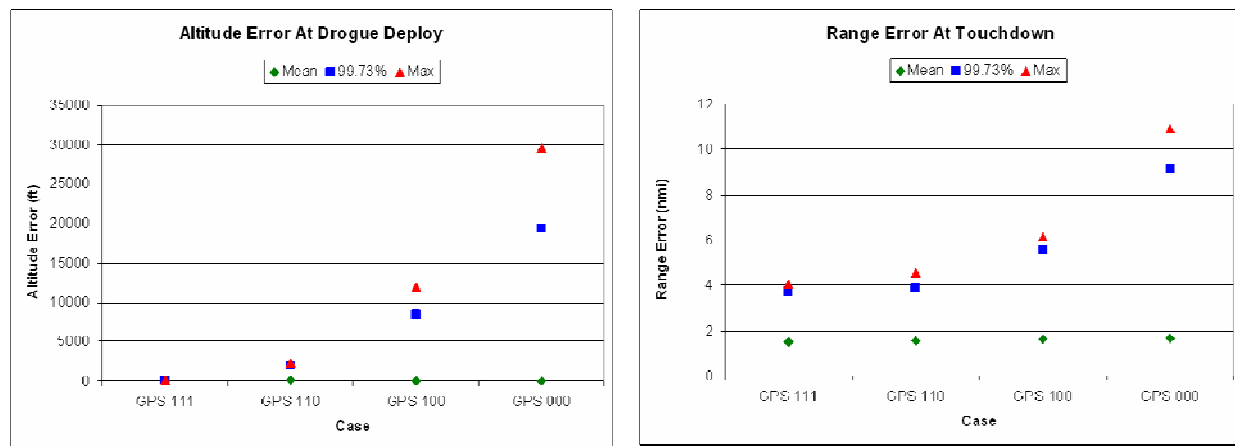 Altitude Error At Drogue Deploy
Mean 99.73% Max
35000
30000
25000
20000
15000
10000
5000
0
Altitude Error (ft)
GPS 111 GPS 110 GPS 100 GPS 000
Case
Range Error At Touchdown
Mean 99.73% Max
12
10
8
6
4
2
0
Range Error (nmi)
GPS 111 GPS 110 GPS 100 GPS 000
Case